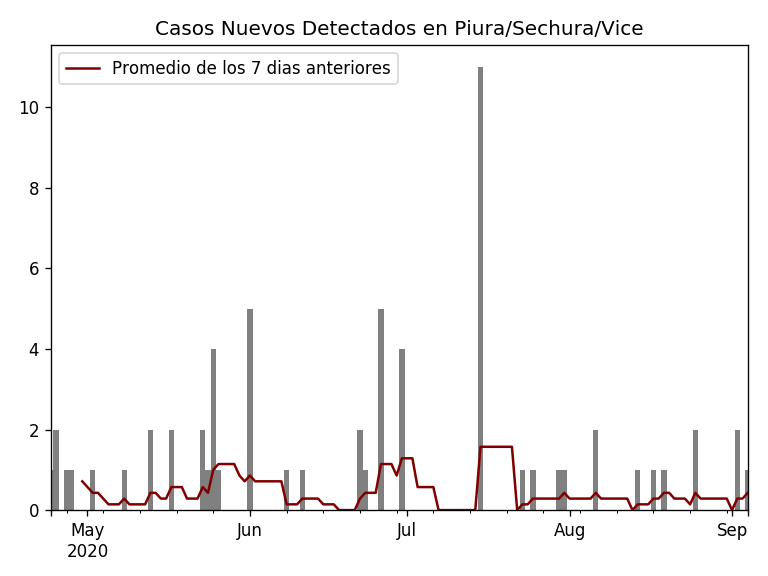 Casos Nuevos Detectados en Piura/Sechura/Vice
Promedio de los 7 dias anteriores
10
8
6
4
2
0
May Jun Jul Aug Sep
2020